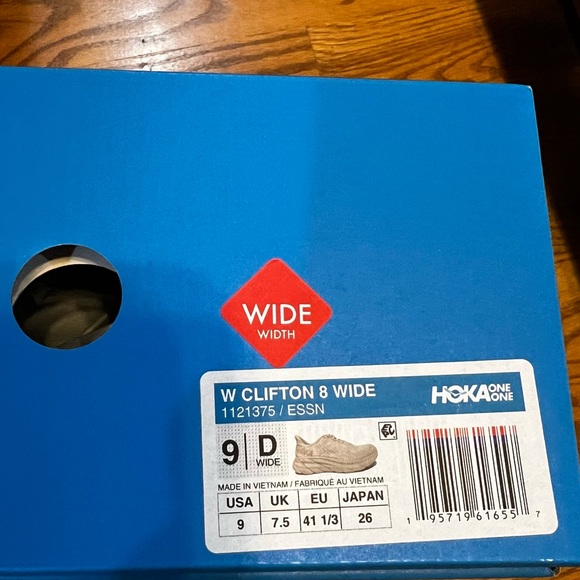 WIDE
WIDTH
W CLIFTON 8 WIDE
1121375 / ESSN
HOKA ONE ONE
9 D
WIDE
MADE IN VIETNAM / FABRIQUÉ AU VIETNAM
USA UK EU JAPAN
9 7.5 41 1/3 26
1 95719 61655 7